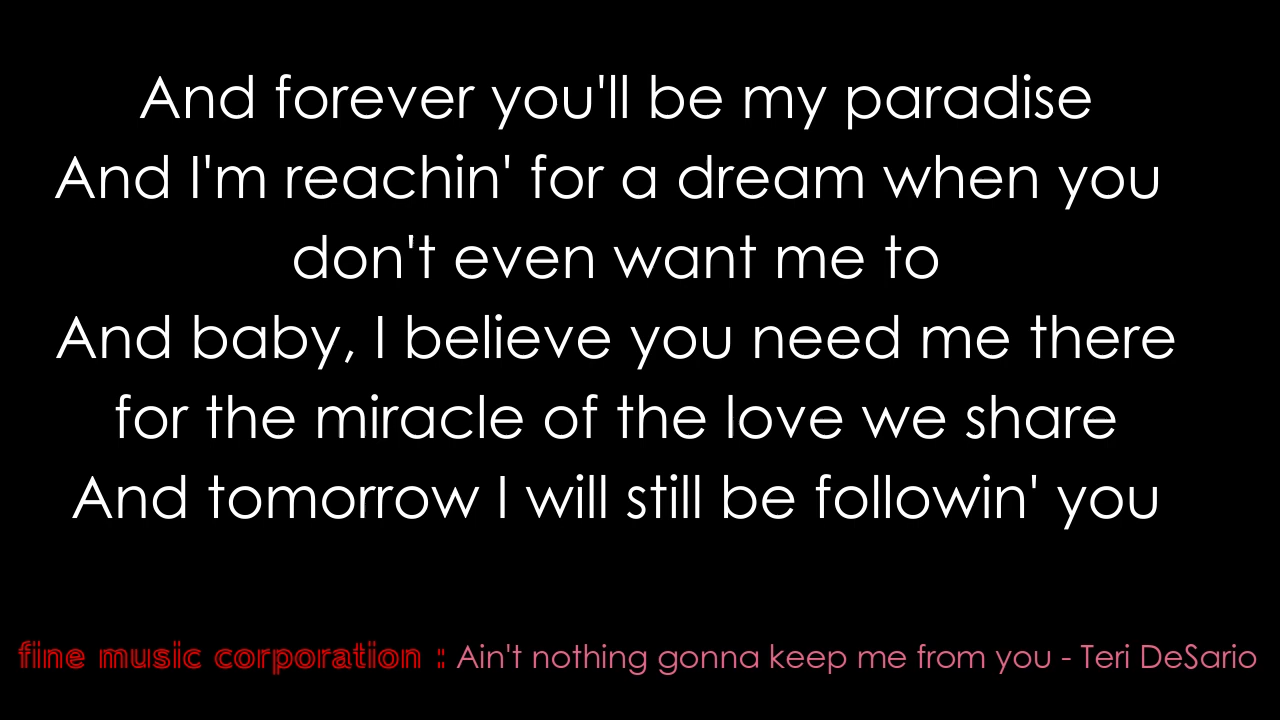 And forever you'll be my paradise
And I'm reachin' for a dream when you
don't even want me to
And baby, I believe you need me there
for the miracle of the love we share
And tomorrow I will still be followin' you
fine music corporation : Ain't nothing gonna keep me from you - Teri DeSario